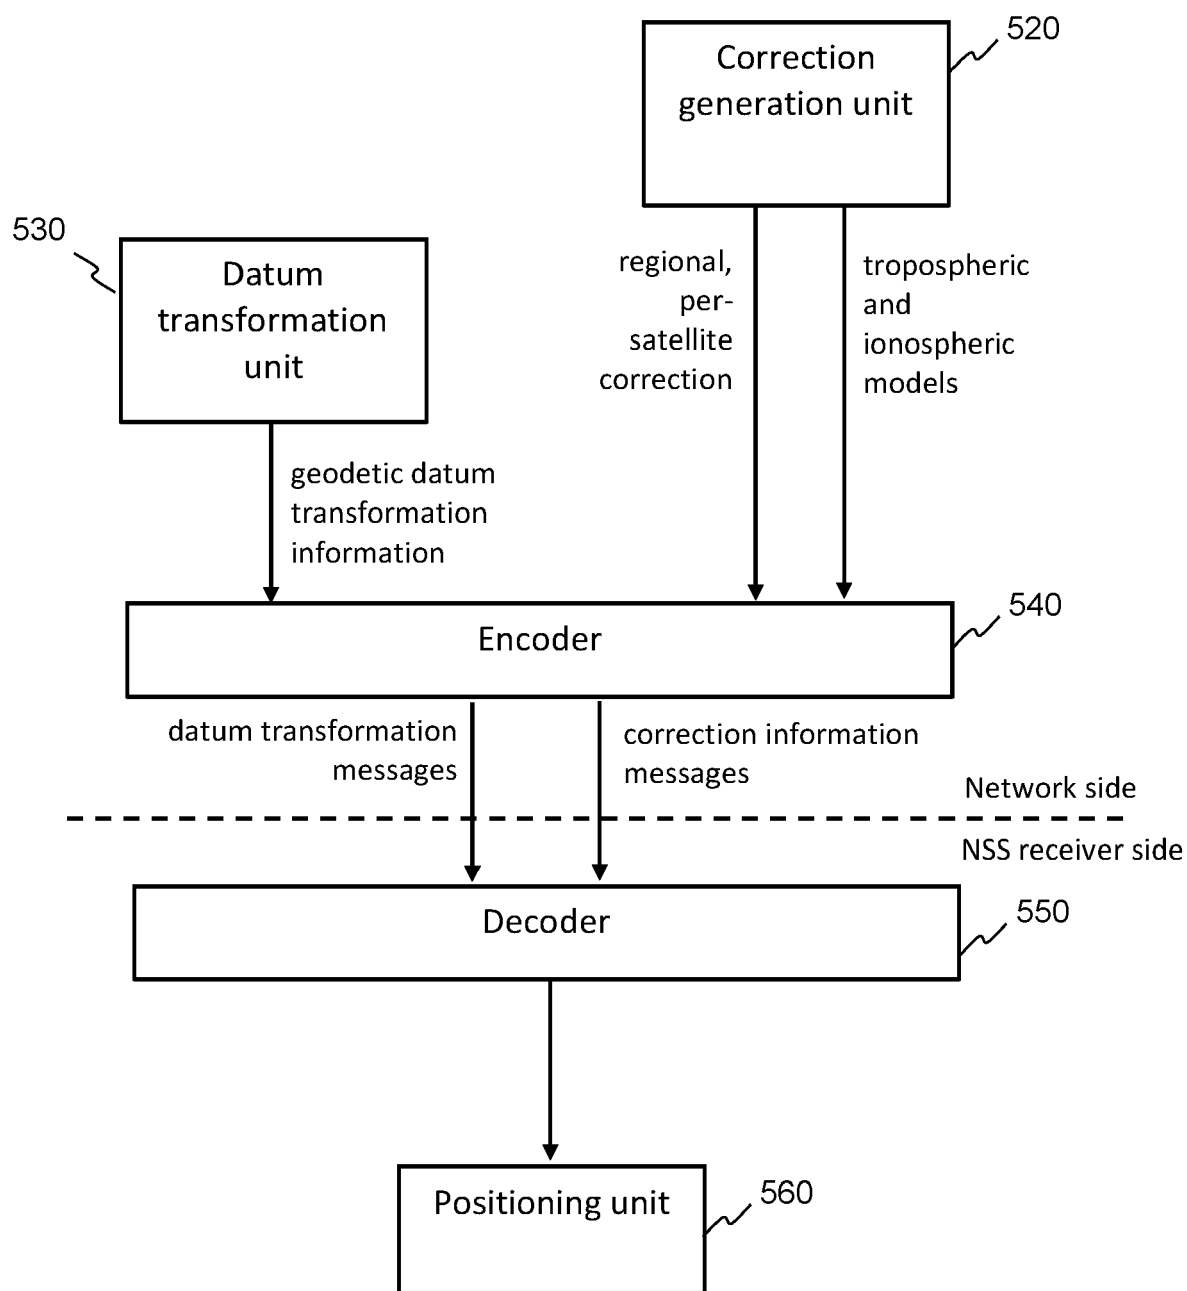 520
Correction
generation unit
530
Datum
transformation
unit
regional,
per-
satellite
correction
tropospheric
and
ionospheric
models
geodetic datum
transformation
information
540
Encoder
datum transformation
messages
correction information
messages
Network side
NSS receiver side
550
Decoder
560
Positioning unit